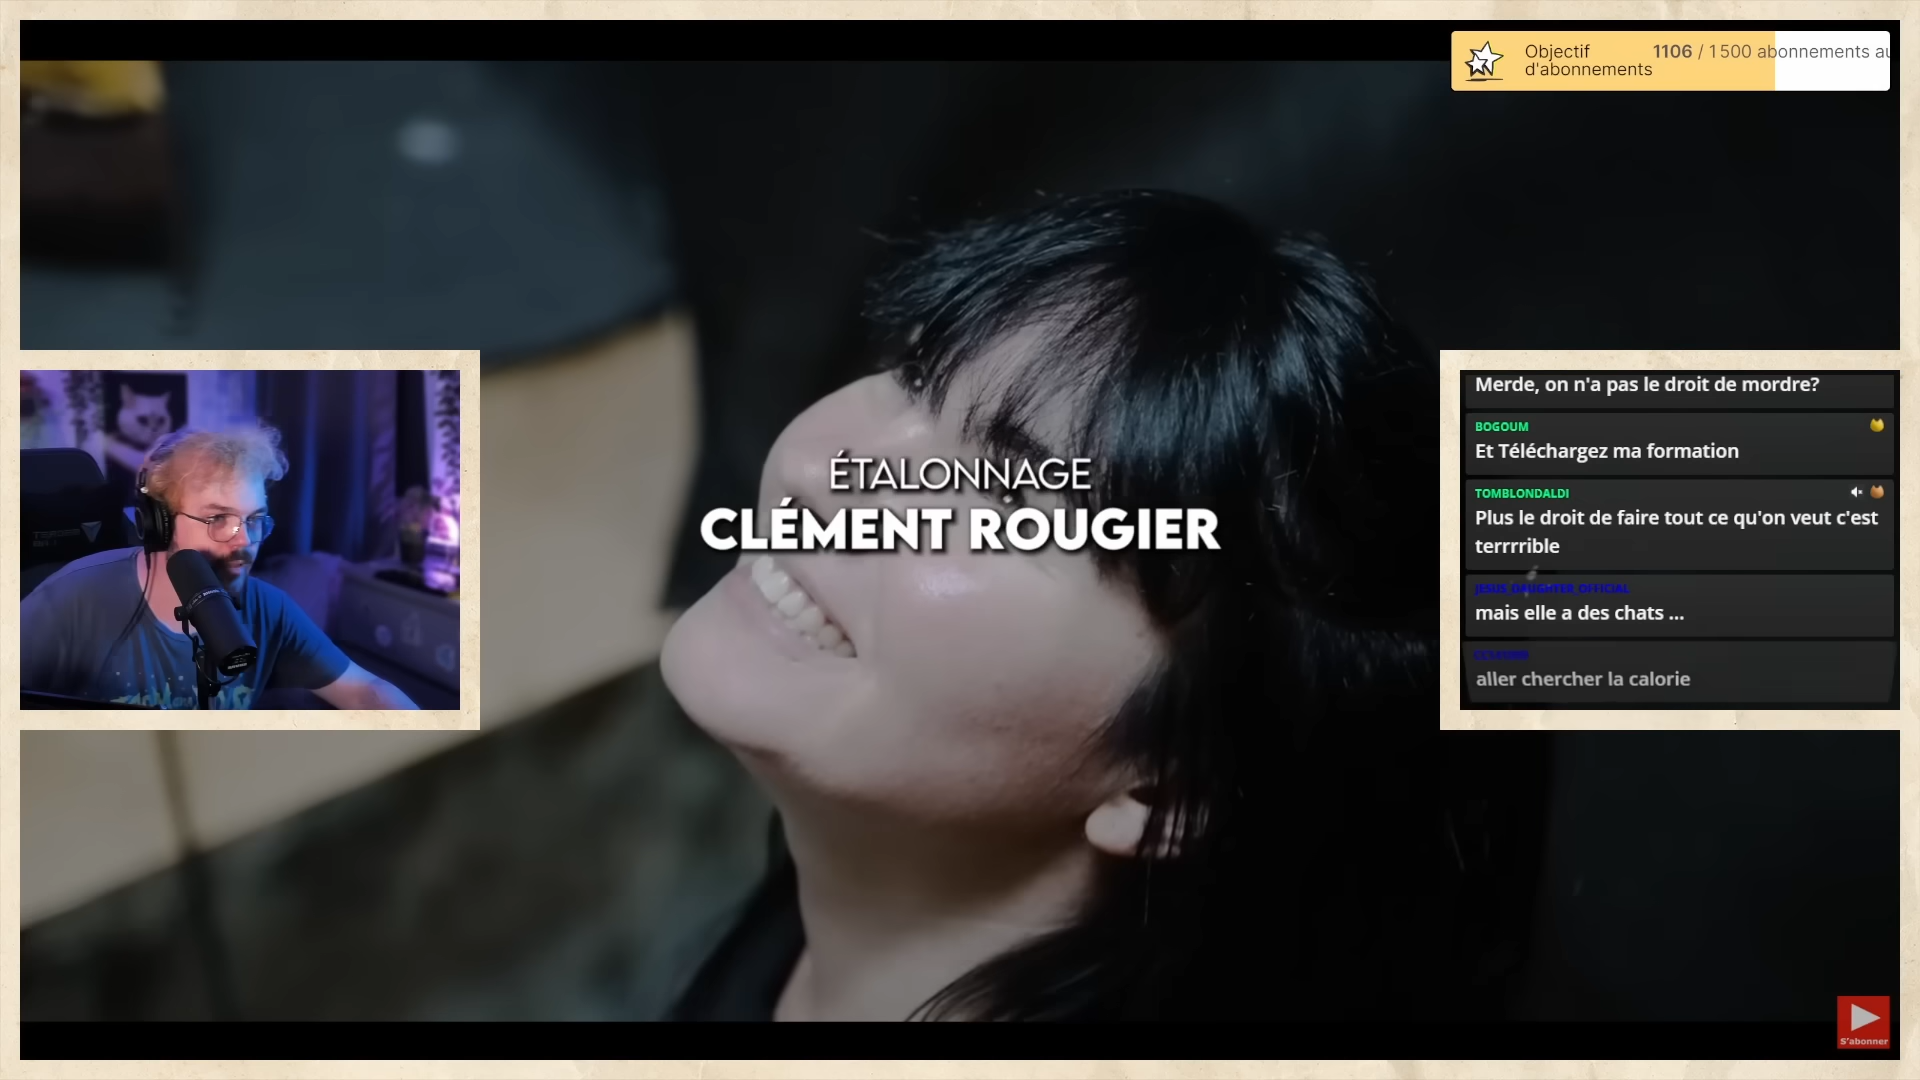 Objectif
d'abonnements
1106 / 1500 abonnements au
ÉTALONNAGE
CLÉMENT ROUGIER
Merde, on n'a pas le droit de mordre?
BOGOUM
Et Téléchargez ma formation
TOMBLONDALDI
Plus le droit de faire tout ce qu'on veut c'est
terrrrible
JESUS_DAUGHTER_OFFICIAL
mais elle a des chats ...
aller chercher la calorie
S'abonner